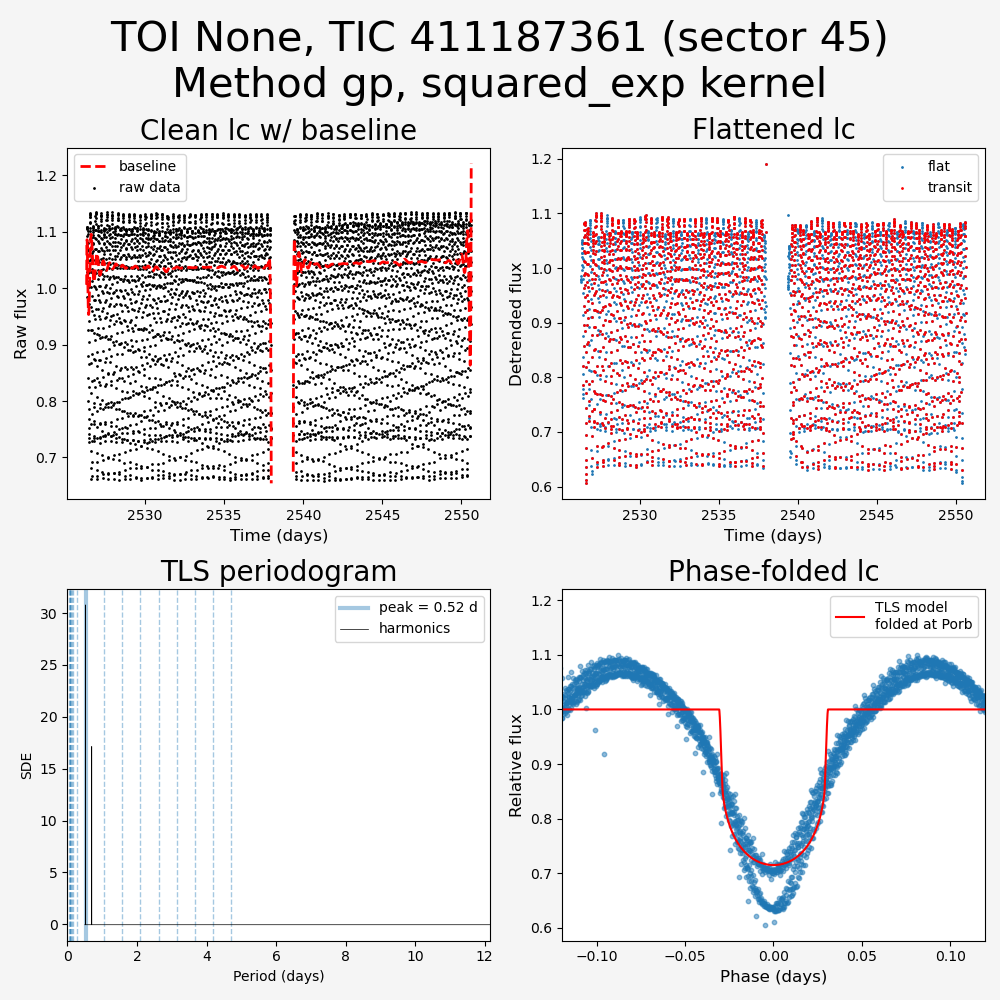 TOI None, TIC 411187361 (sector 45)
Method gp, squared_exp kernel
Clean lc w/ baseline
baseline
raw data
Raw flux
1.2
1.1
1.0
0.9
0.8
0.7
2530
2535
2540
2545
2550
Time (days)
Flattened lc
flat
transit
Detrended flux
1.2
1.1
1.0
0.9
0.8
0.7
0.6
2530
2535
2540
2545
2550
Time (days)
TLS periodogram
peak = 0.52 d
harmonics
SDE
30
25
20
15
10
5
0
0
2
4
6
8
10
12
Period (days)
Phase-folded lc
TLS model
folded at Porb
Relative flux
1.2
1.1
1.0
0.9
0.8
0.7
0.6
−0.10
−0.05
0.00
0.05
0.10
Phase (days)